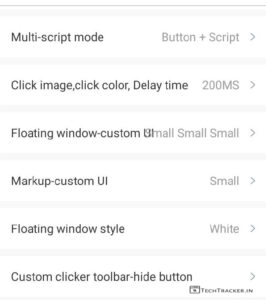 Multi-script mode Button + Script
Click image,click color, Delay time 200MS
Floating window-custom UI Small Small Small
Markup-custom UI Small
Floating window style White
Custom clicker toolbar-hide button
TECHTRACKER.IN